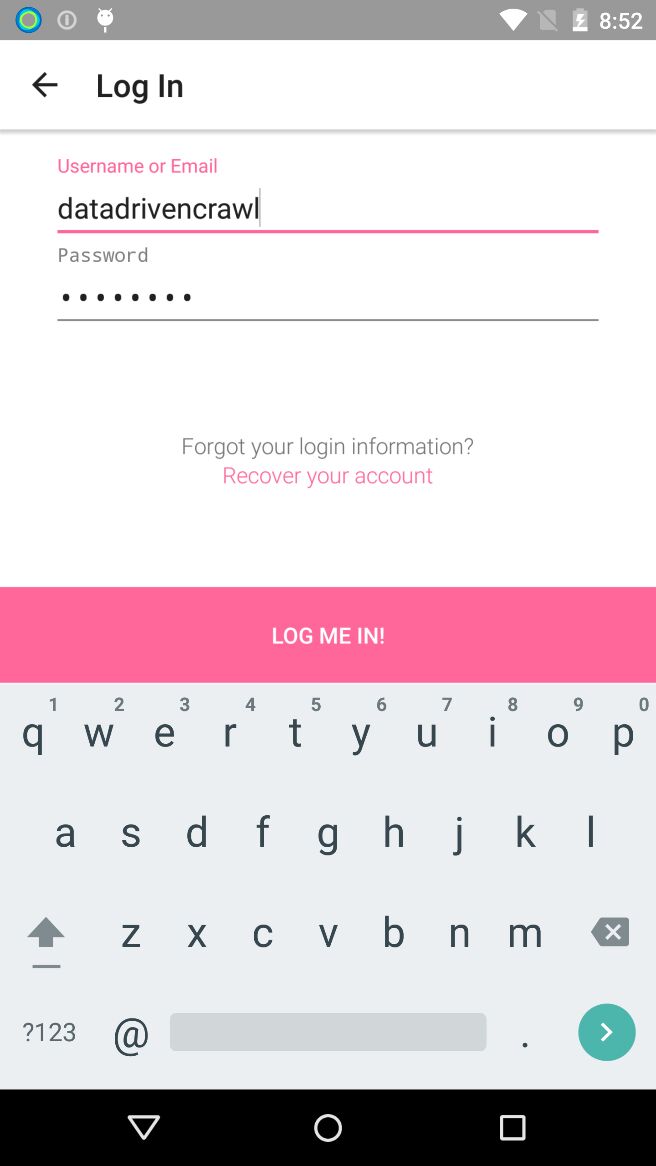 8:52
Log In
Username or Email
datadrivencrawl
Password
••••••••
Forgot your login information?
Recover your account
LOG ME IN!
1 2 3 4 5 6 7 8 9 0
q w e r t y u i o p
a s d f g h j k l
z x c v b n m
?123 @ .